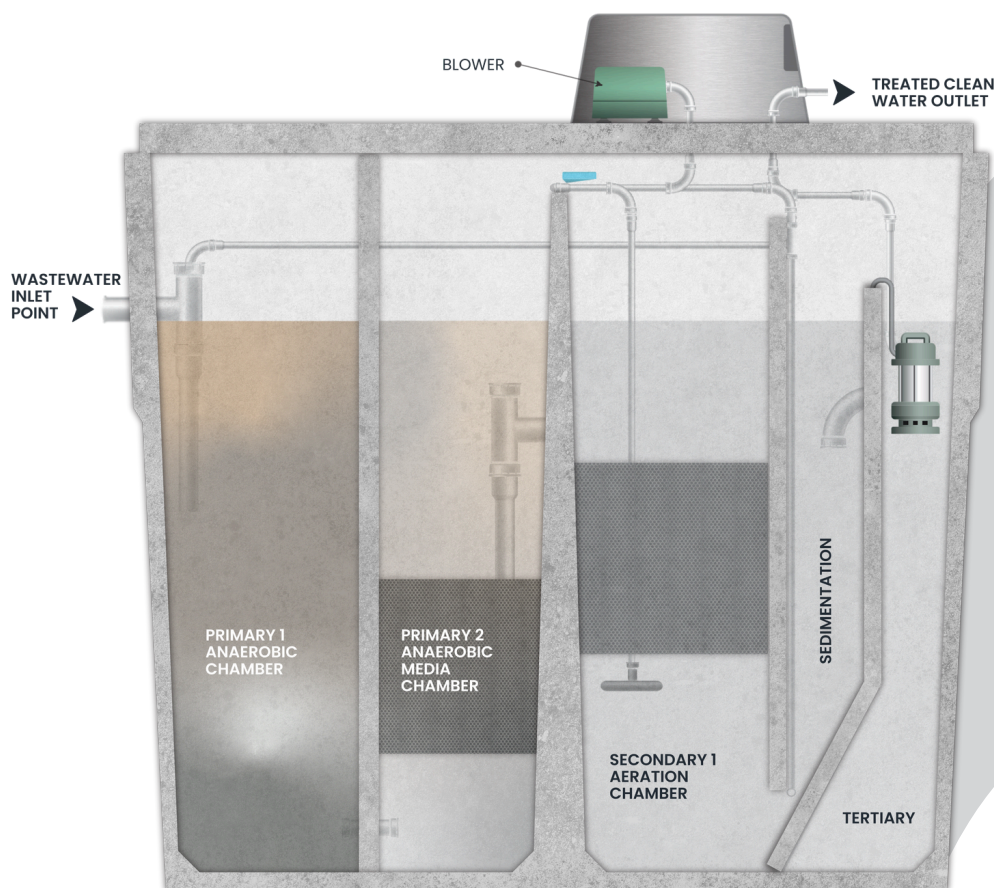 BLOWER
TREATED CLEAN
WATER OUTLET
WASTEWATER
INLET
POINT
PRIMARY 1
ANAEROBIC
CHAMBER
PRIMARY 2
ANAEROBIC
MEDIA
CHAMBER
SECONDARY 1
AERATION
CHAMBER
SEDIMENTATION
TERTIARY